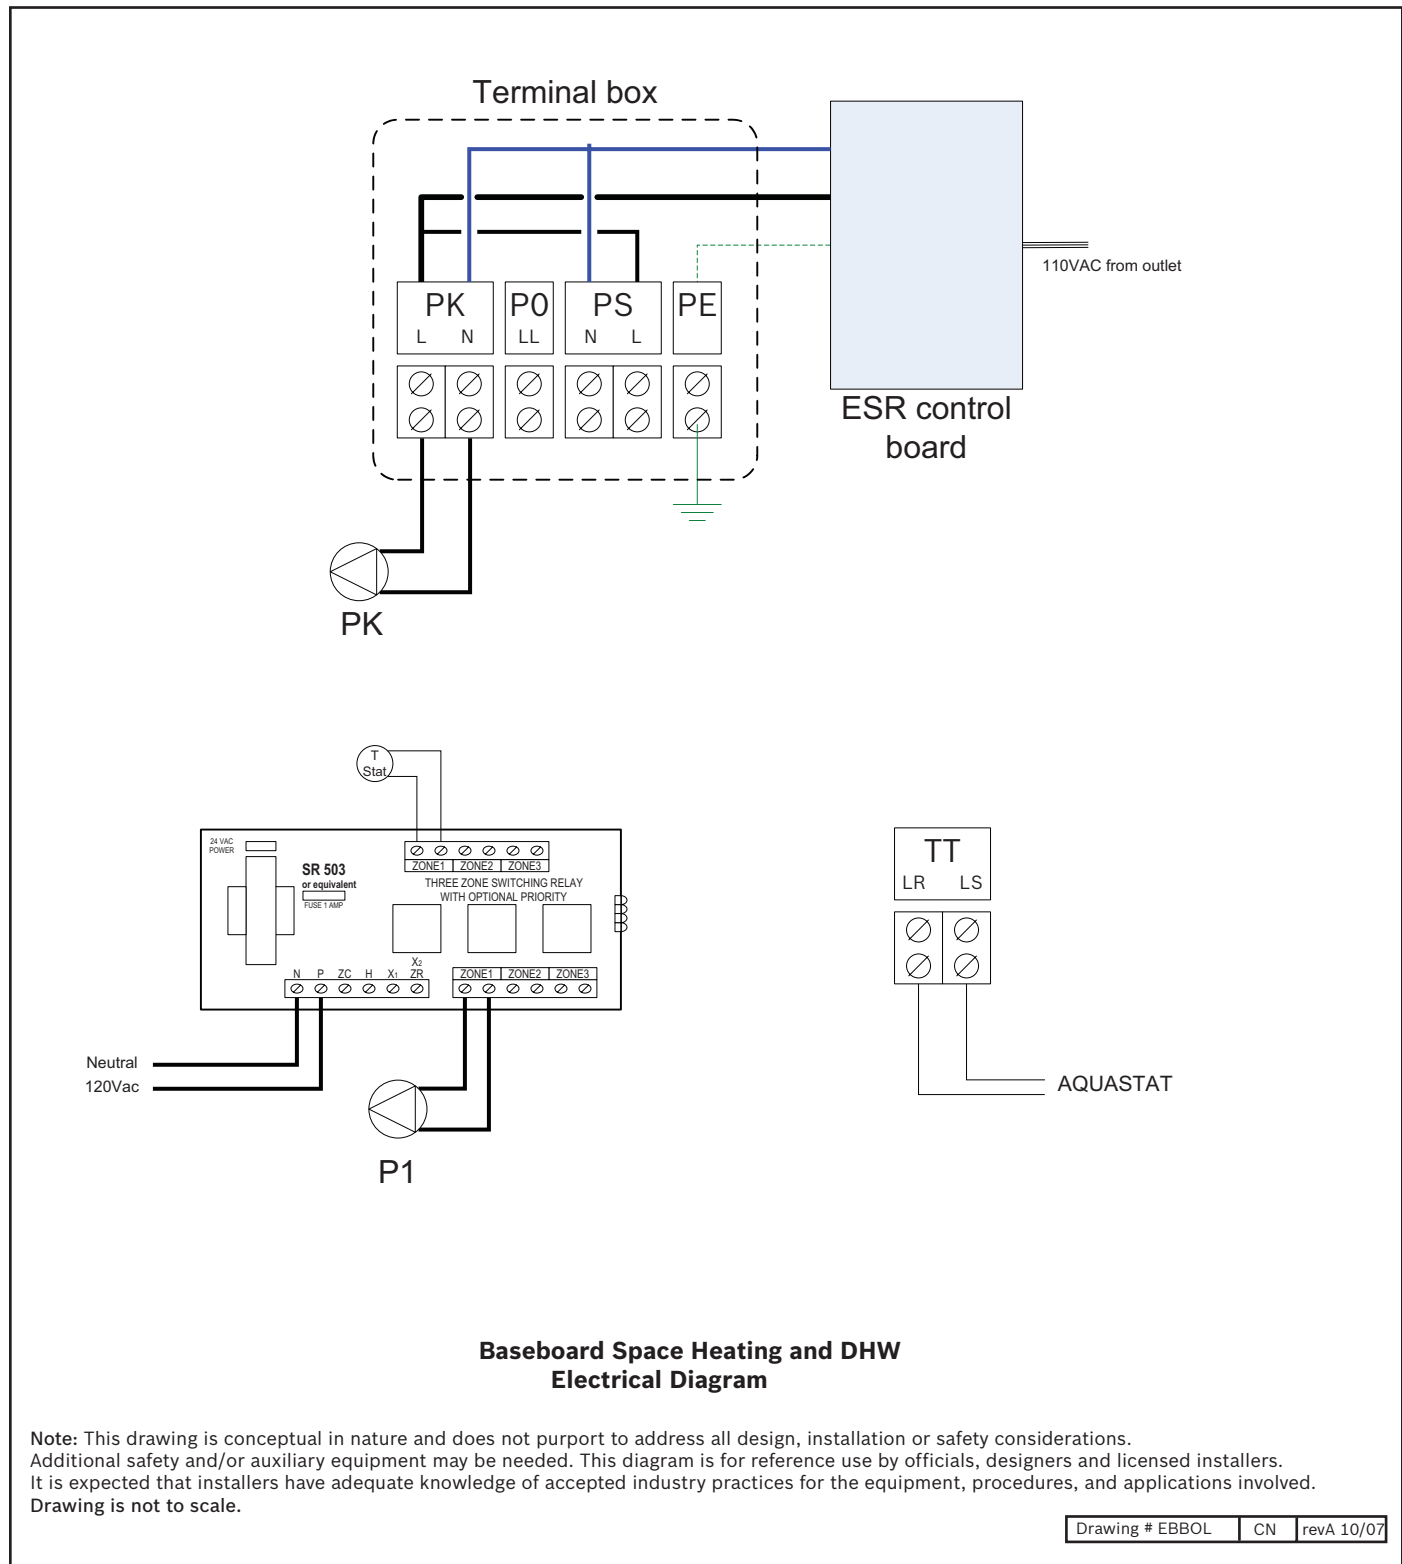 Terminal box
110VAC from outlet
PK
P0
PS
PE
L
N
LL
N
L
ESR control
board
PK
T
Stat
24 VAC
POWER
SR 503
or equivalent
FUSE 1 AMP
ZONE1
ZONE2
ZONE3
THREE ZONE SWITCHING RELAY
WITH OPTIONAL PRIORITY
TT
LR
LS
N
P
ZC
H
X1
X2
ZR
ZONE1
ZONE2
ZONE3
Neutral
120Vac
P1
AQUASTAT
Baseboard Space Heating and DHW
Electrical Diagram
Note: This drawing is conceptual in nature and does not purport to address all design, installation or safety considerations.
Additional safety and/or auxiliary equipment may be needed. This diagram is for reference use by officials, designers and licensed installers.
It is expected that installers have adequate knowledge of accepted industry practices for the equipment, procedures, and applications involved.
Drawing is not to scale.
Drawing # EBBOL
CN
revA 10/07